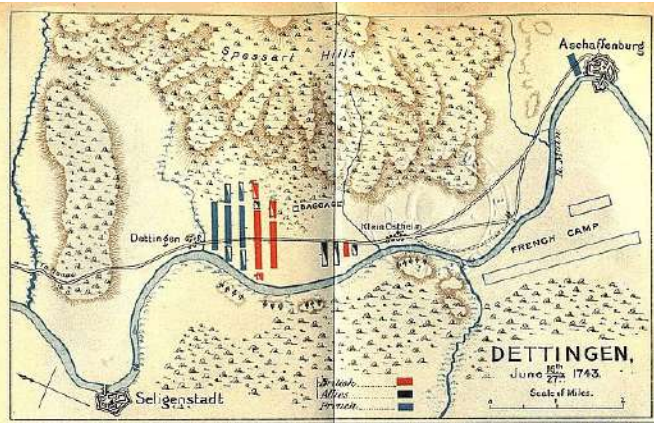 Spessart Hills
Aschaffenburg
R. Main
BAGGAGE
Dettingen
Klein Ostheim
FRENCH CAMP
DETTINGEN,
June 16th
27th 1743.
Scale of Miles.
British
Allies
French
Seligenstadt